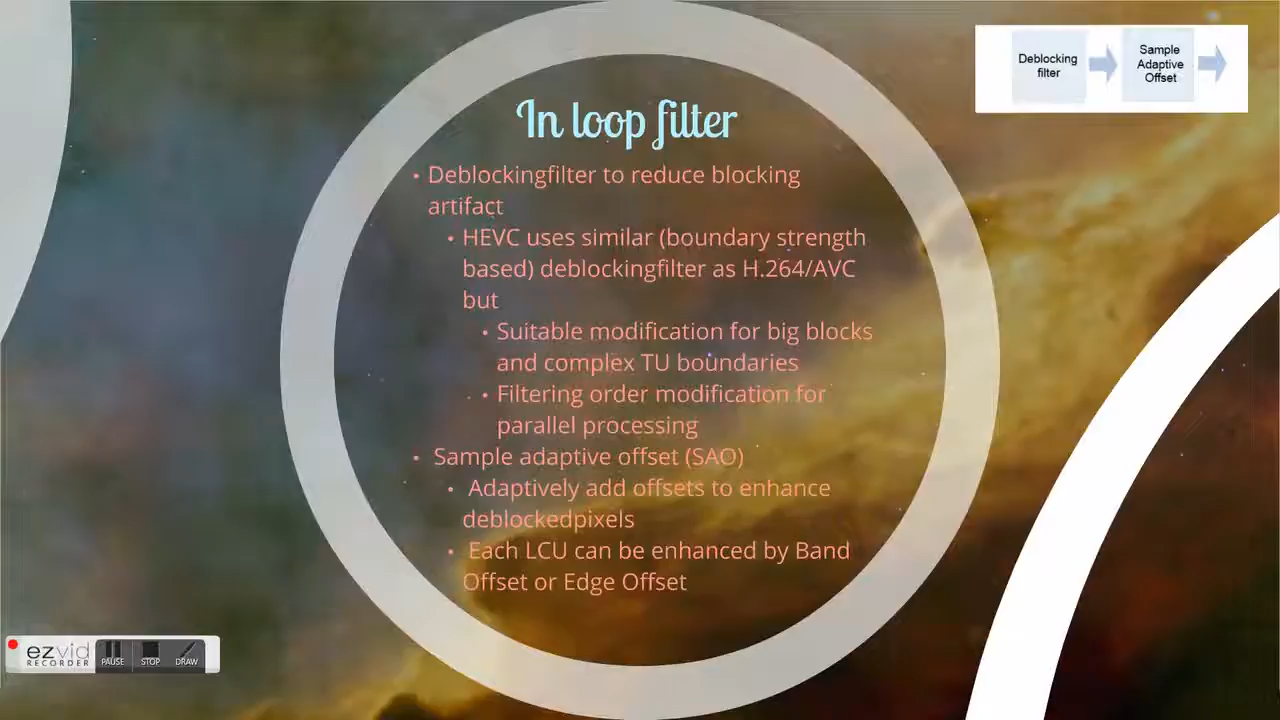 In loop filter
• Deblockingfilter to reduce blocking
artifact
• HEVC uses similar (boundary strength
based) deblockingfilter as H.264/AVC
but
• Suitable modification for big blocks
and complex TU boundaries
• Filtering order modification for
parallel processing
• Sample adaptive offset (SAO)
• Adaptively add offsets to enhance
deblockedpixels
• Each LCU can be enhanced by Band
Offset or Edge Offset
Deblocking
filter
Sample
Adaptive
Offset
ezvid
RECORDER
PAUSE
STOP
DRAW